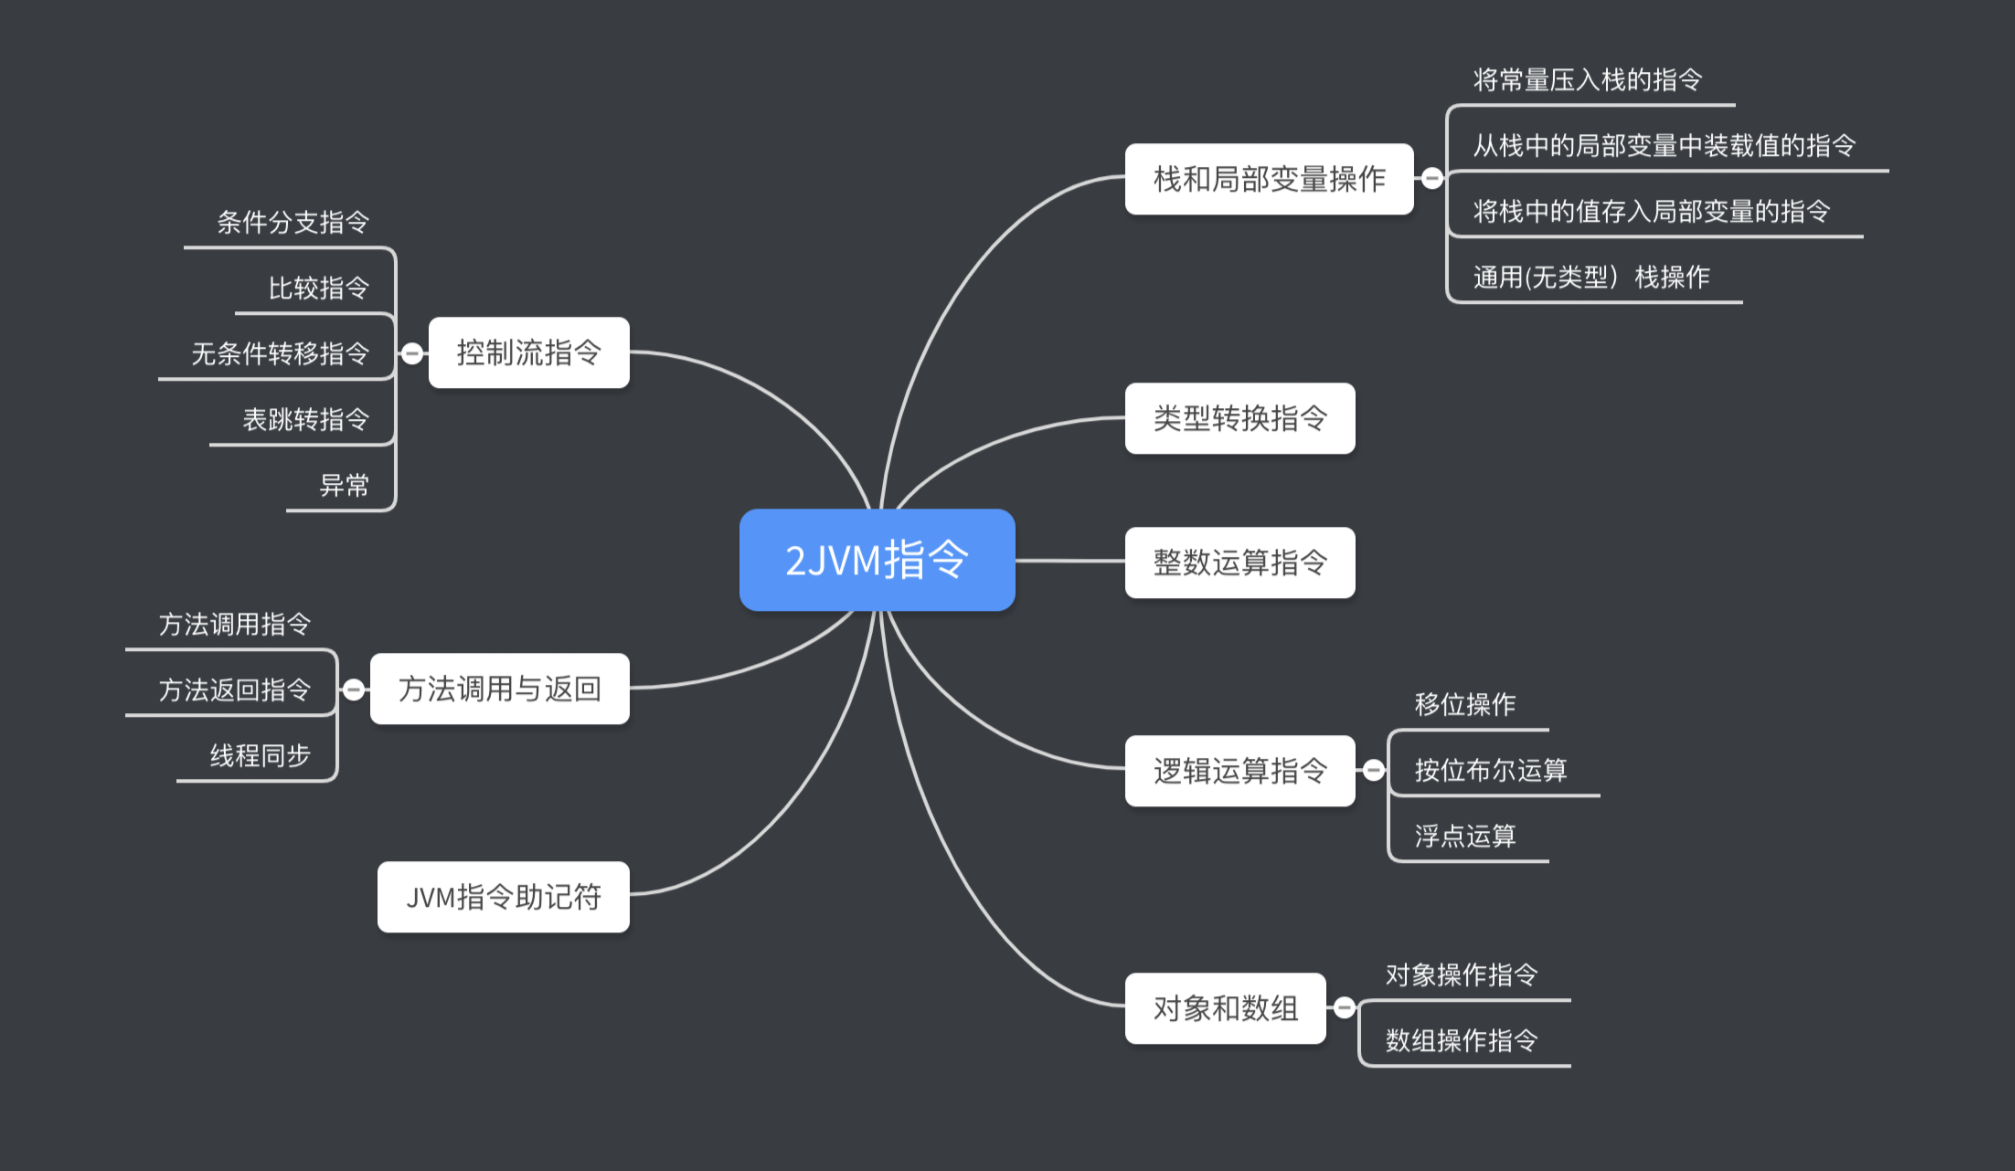 2JVM指令
栈和局部变量操作
将常量压入栈的指令
从栈中的局部变量中装载值的指令
将栈中的值存入局部变量的指令
通用(无类型）栈操作
类型转换指令
整数运算指令
逻辑运算指令
移位操作
按位布尔运算
浮点运算
对象和数组
对象操作指令
数组操作指令
控制流指令
条件分支指令
比较指令
无条件转移指令
表跳转指令
异常
方法调用与返回
方法调用指令
方法返回指令
线程同步
JVM指令助记符